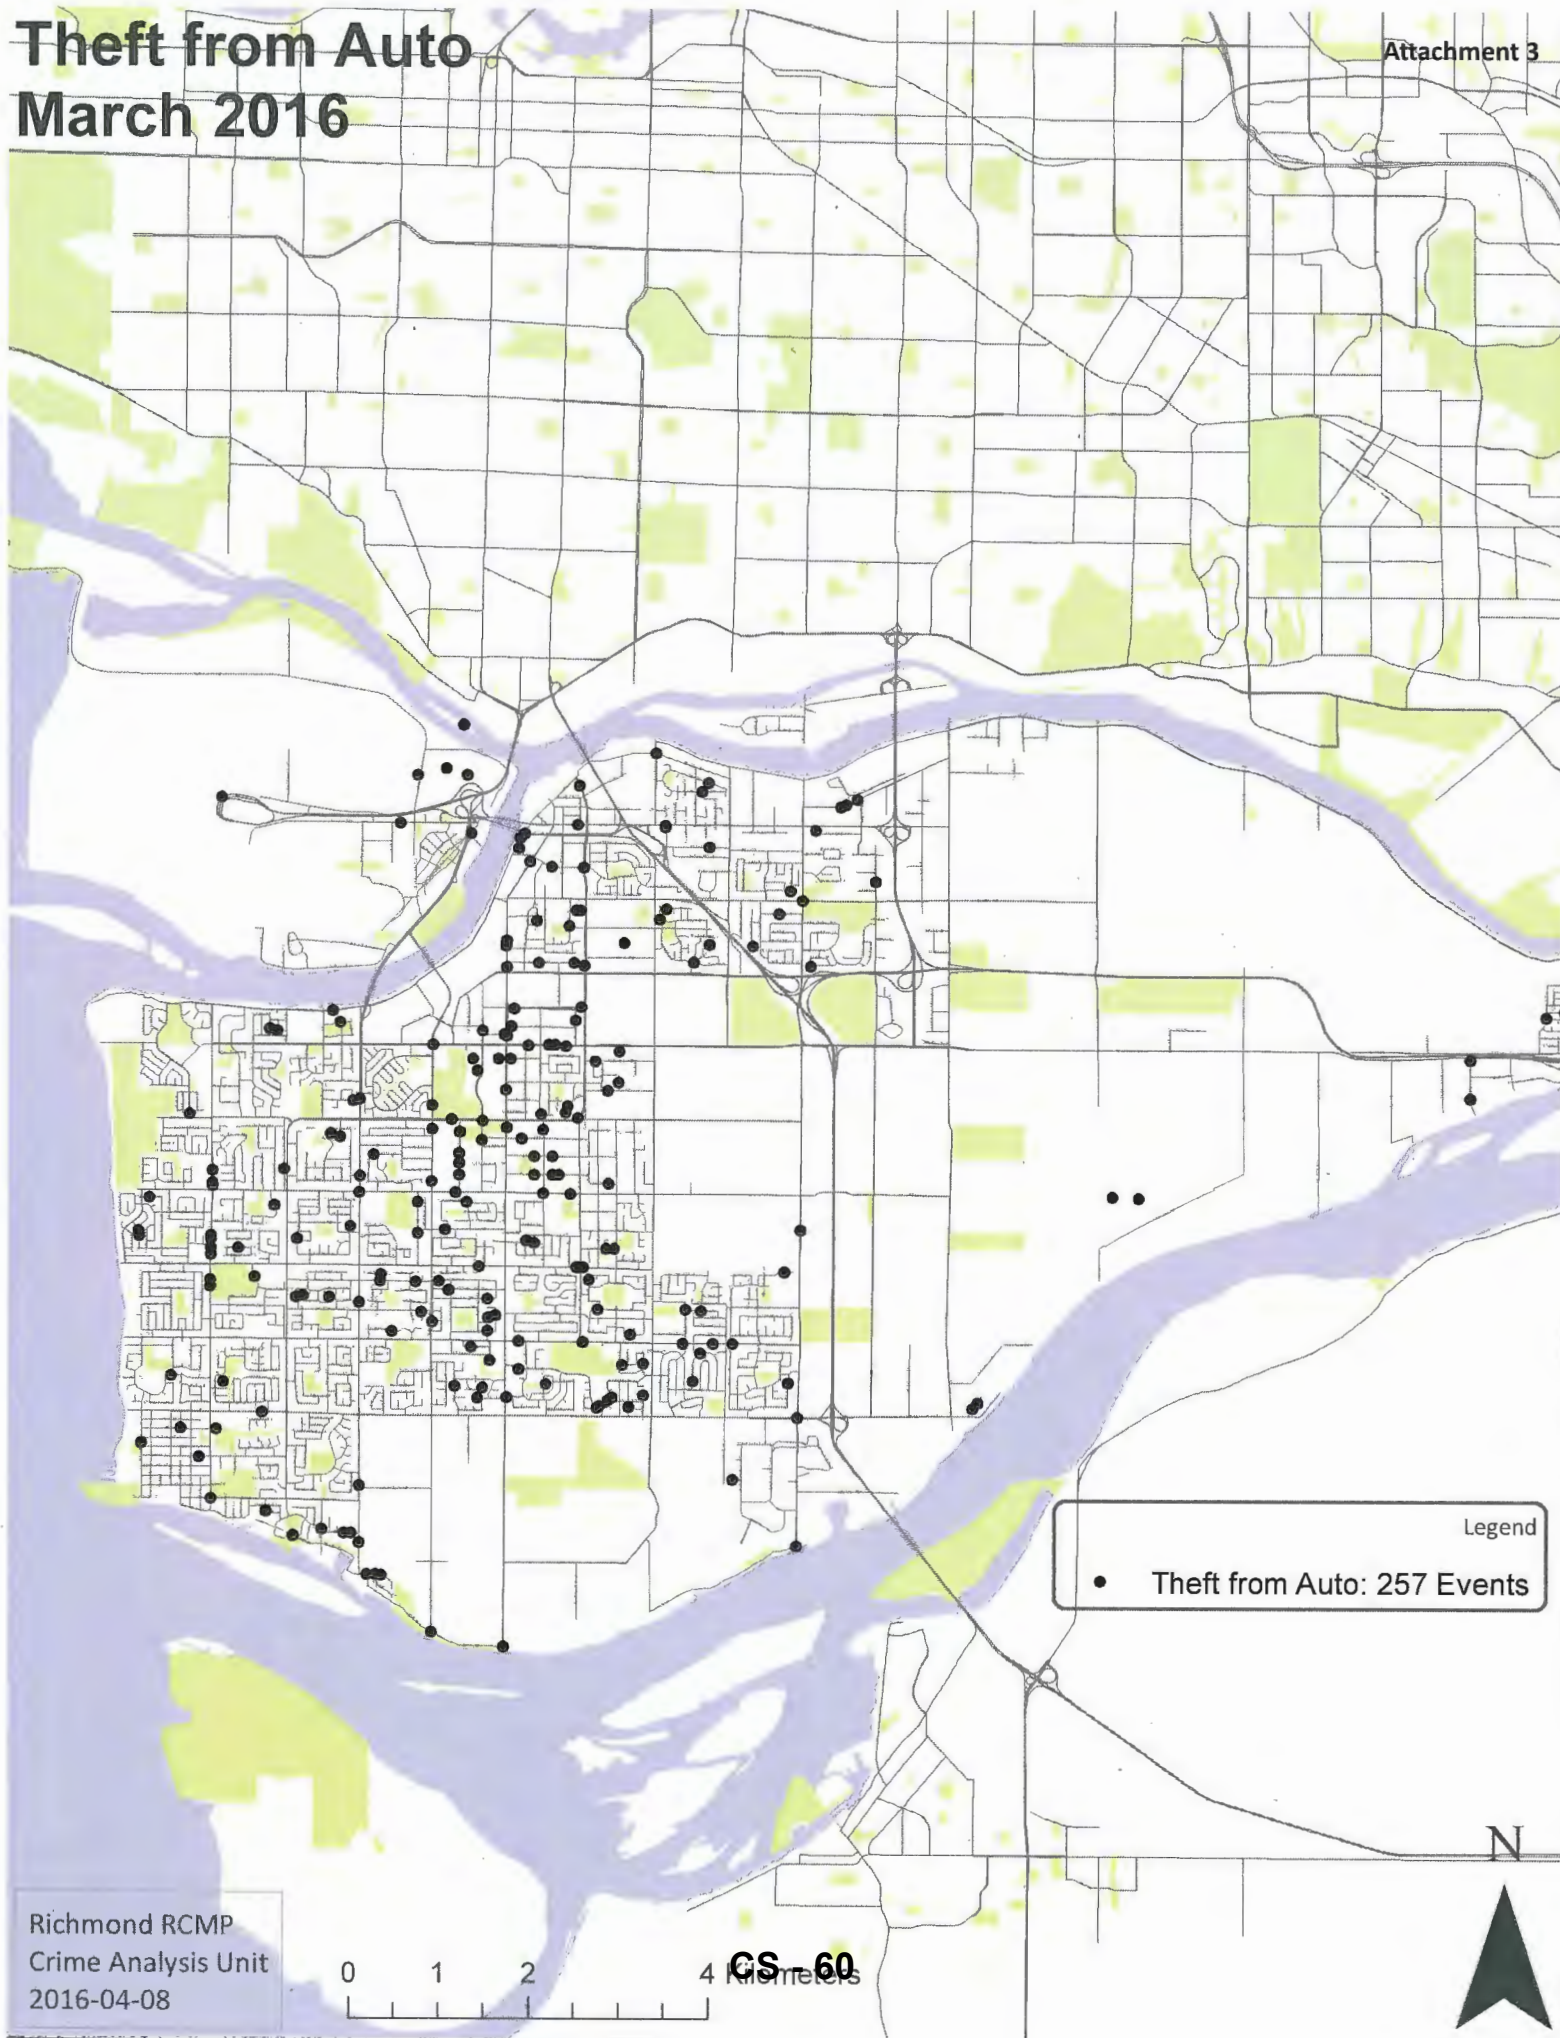 Theft from Auto
March 2016
Attachment 3
Legend
Theft from Auto: 257 Events
N
Richmond RCMP
Crime Analysis Unit
2016-04-08
0 1 2 4 Kilometers
CS - 60